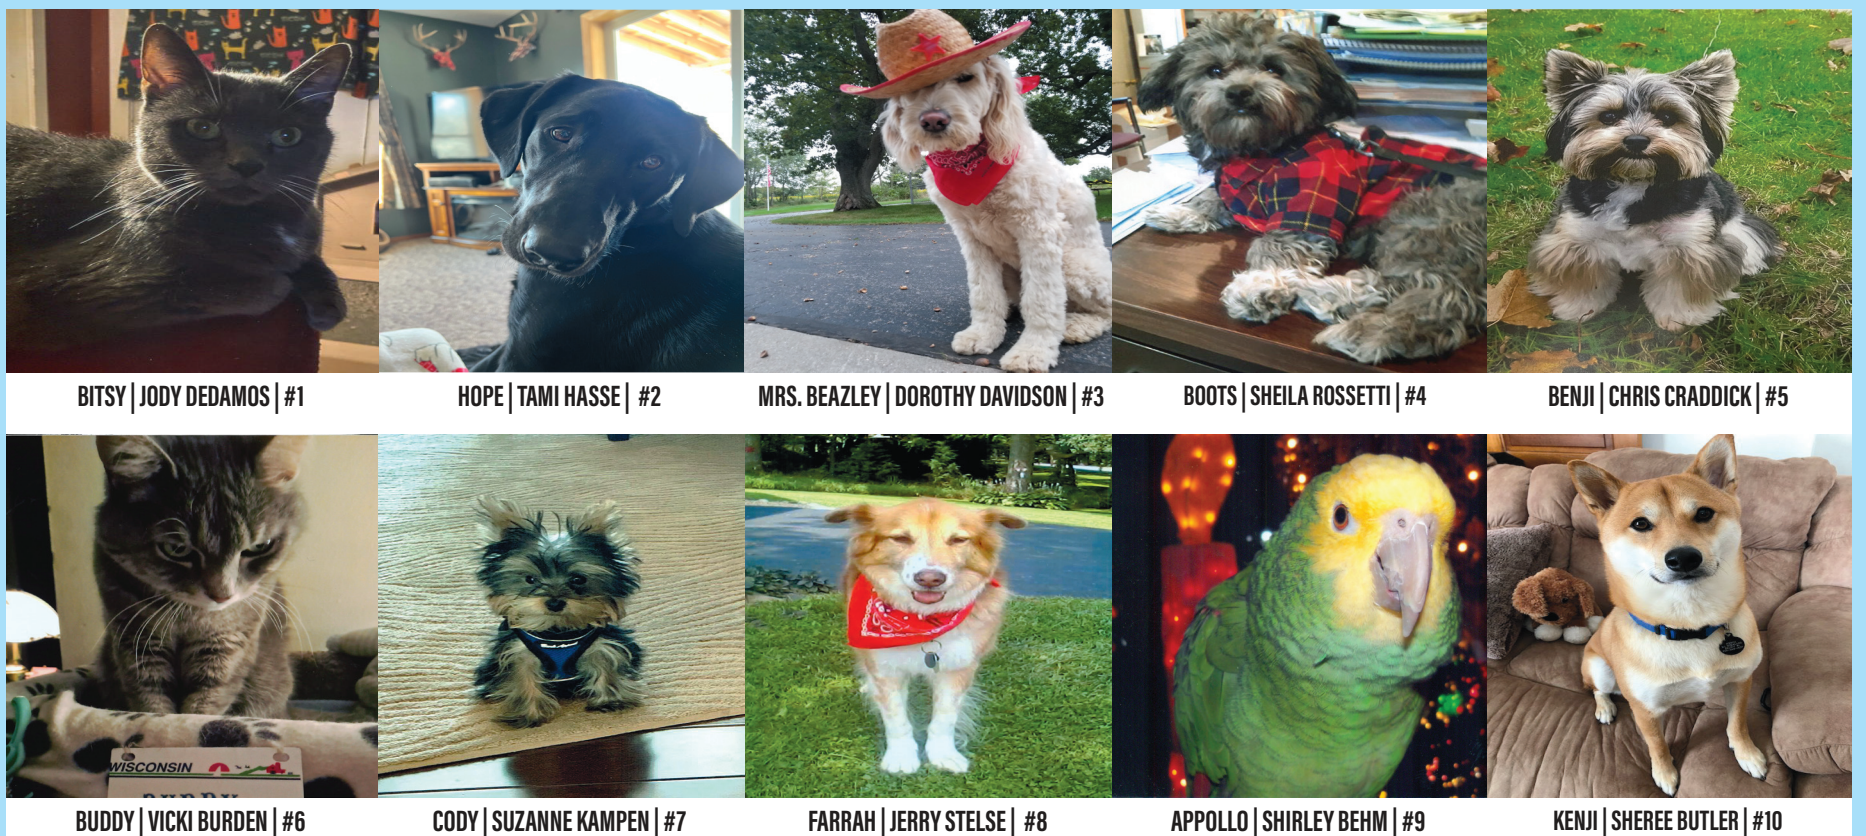 BITSY | JODY DEDAMOS | #1
HOPE | TAMI HASSE | #2
MRS. BEAZLEY | DOROTHY DAVIDSON | #3
BOOTS | SHEILA ROSSETTI | #4
BENJI | CHRIS CRADDICK | #5
WISCONSIN
BUDDY | VICKI BURDEN | #6
CODY | SUZANNE KAMPEN | #7
FARRAH | JERRY STELSE | #8
APPOLLO | SHIRLEY BEHM | #9
KENJI | SHEREE BUTLER | #10